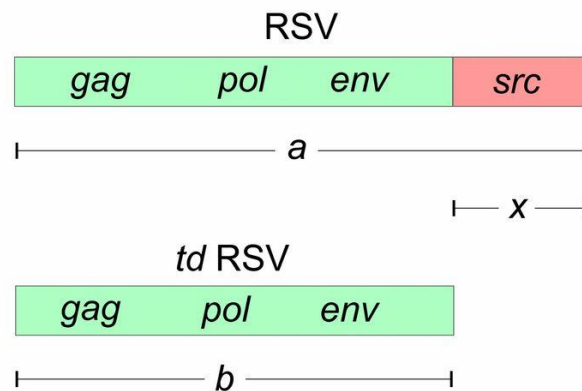 RSV
gag pol env src
a
x
td RSV
gag pol env
b